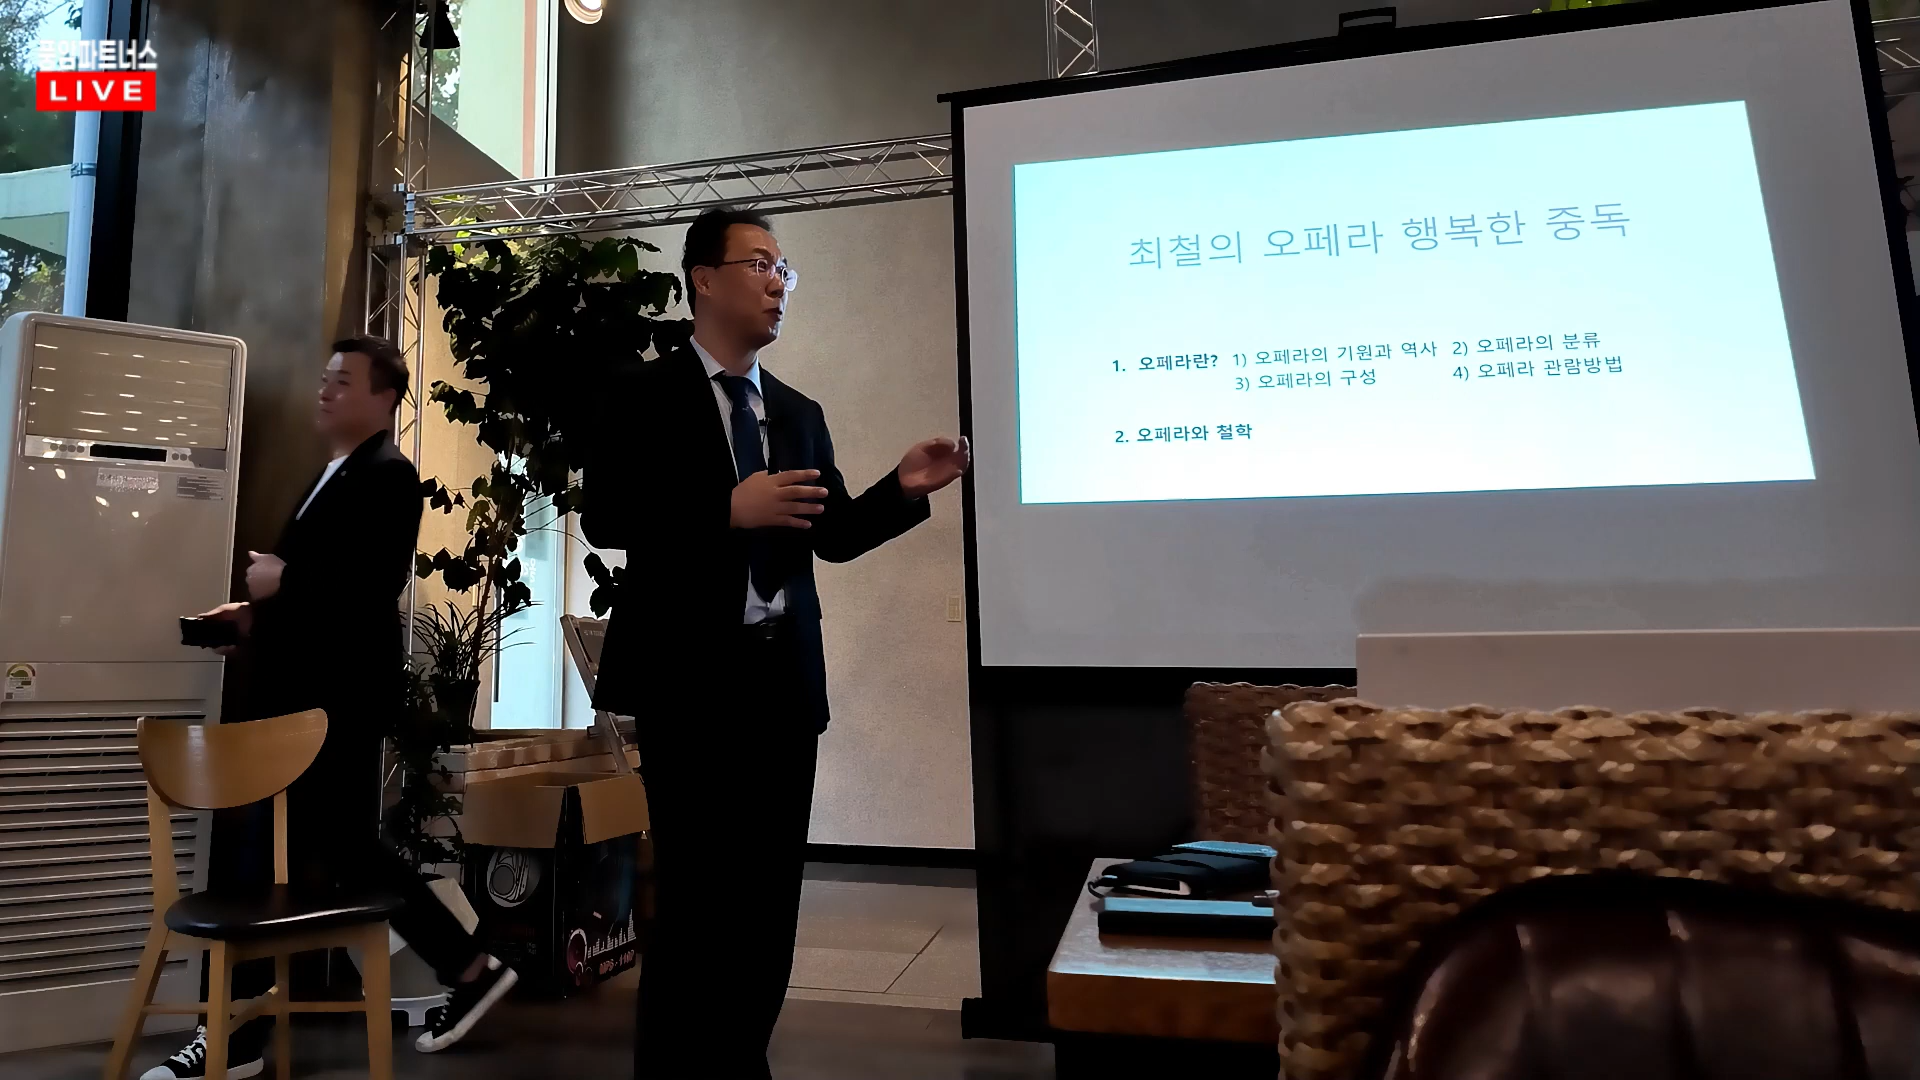 풍임파트너스
LIVE
최철의 오페라 행복한 중독
1. 오페라란? 1) 오페라의 기원과 역사 2) 오페라의 분류
3) 오페라의 구성 4) 오페라 관람방법
2. 오페라와 철학